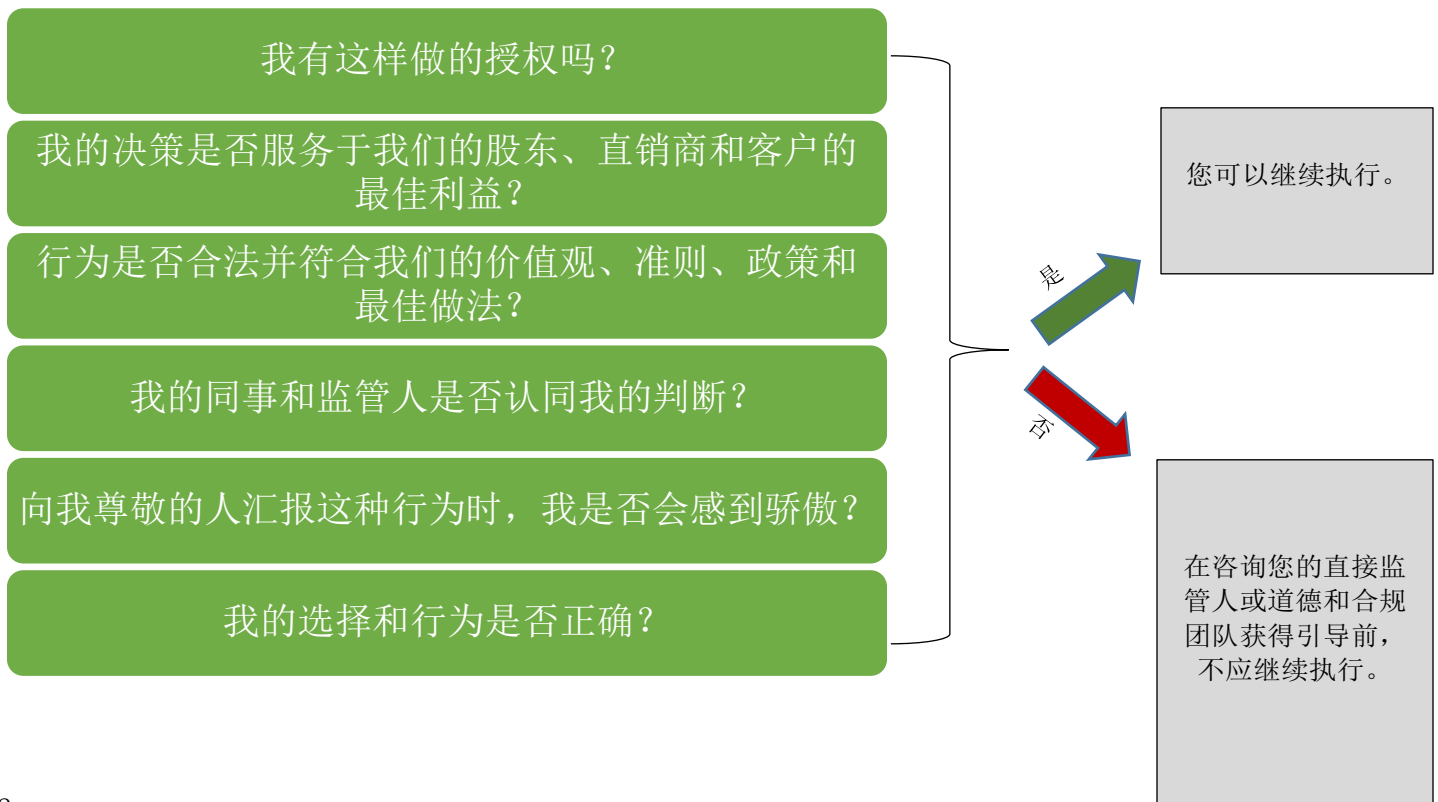 我有这样做的授权吗？
我的决策是否服务于我们的股东、直销商和客户的
最佳利益？
行为是否合法并符合我们的价值观、准则、政策和
最佳做法？
我的同事和监管人是否认同我的判断？
向我尊敬的人汇报这种行为时，我是否会感到骄傲？
我的选择和行为是否正确？
是
否
您可以继续执行。
在咨询您的直接监
管人或道德和合规
团队获得引导前，
不应继续执行。